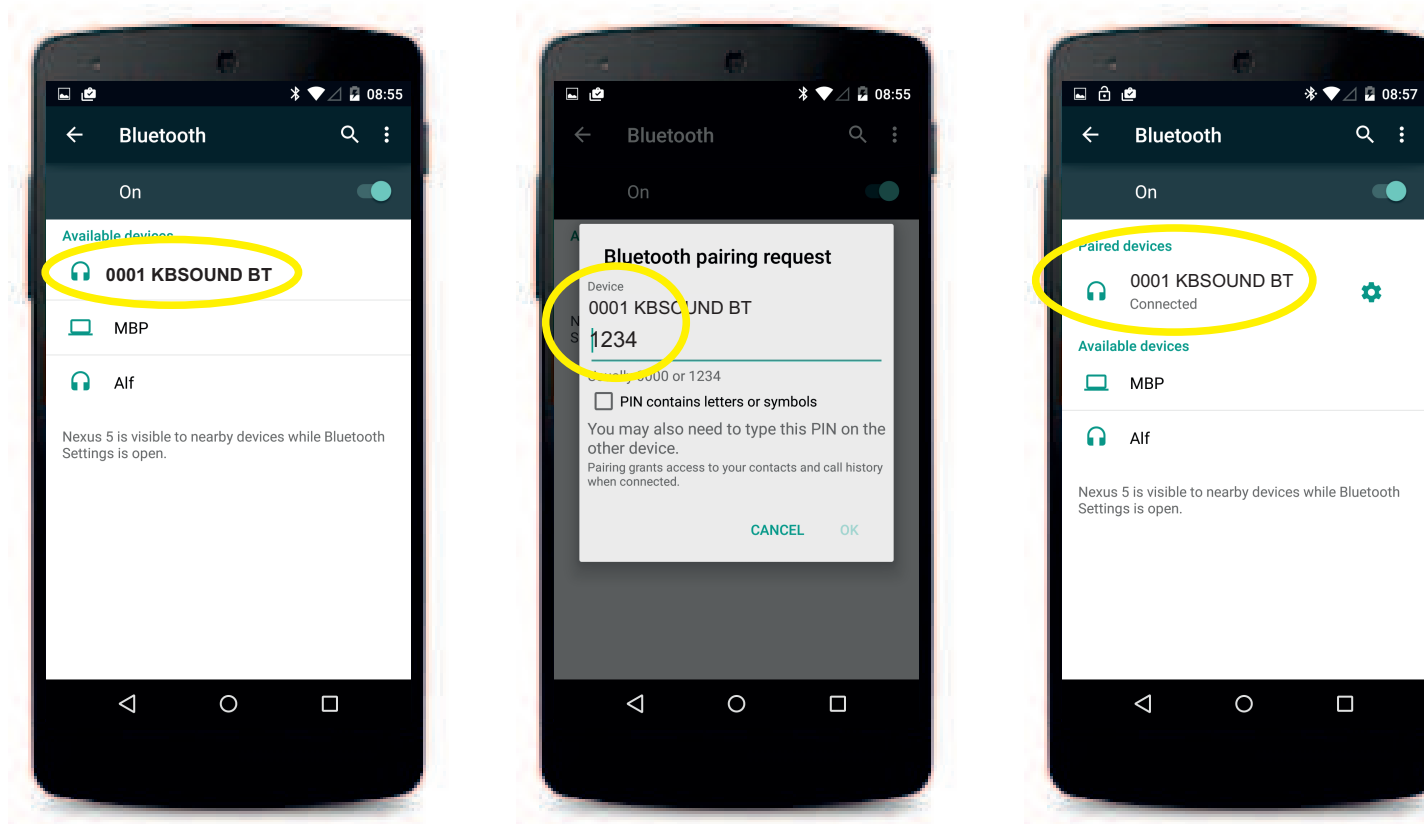 08:55
Bluetooth
On
Available devices
0001 KBSOUND BT
MBP
Alf
Nexus 5 is visible to nearby devices while Bluetooth
Settings is open.
08:55
Bluetooth
On
A
N
S
Bluetooth pairing request
Device
0001 KBSOUND BT
1234
Usually 0000 or 1234
PIN contains letters or symbols
You may also need to type this PIN on the
other device.
Pairing grants access to your contacts and call history
when connected.
CANCEL OK
08:57
Bluetooth
On
Paired devices
0001 KBSOUND BT
Connected
Available devices
MBP
Alf
Nexus 5 is visible to nearby devices while Bluetooth
Settings is open.